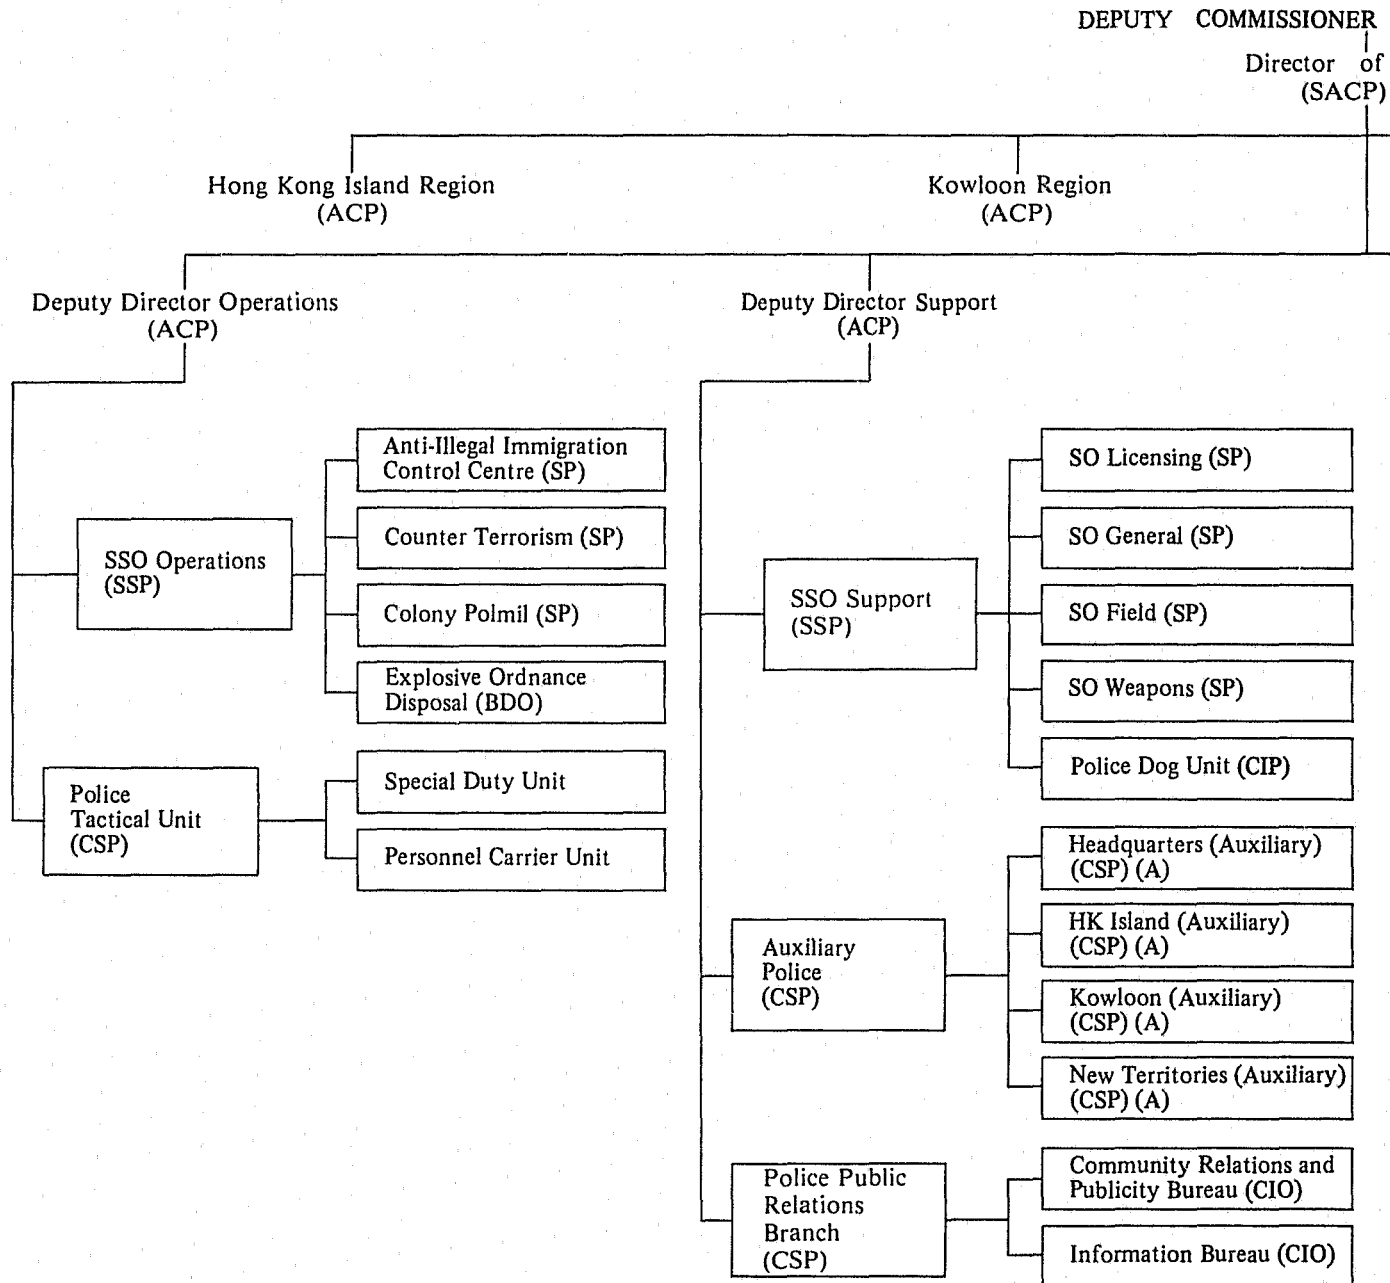 DEPUTY COMMISSIONER
Director of
(SACP)
Hong Kong Island Region
(ACP)
Kowloon Region
(ACP)
Deputy Director Operations
(ACP)
Deputy Director Support
(ACP)
SSO Operations
(SSP)
Anti-Illegal Immigration
Control Centre (SP)
Counter Terrorism (SP)
Colony Polmil (SP)
Explosive Ordnance
Disposal (BDO)
Police
Tactical Unit
(CSP)
Special Duty Unit
Personnel Carrier Unit
SSO Support
(SSP)
SO Licensing (SP)
SO General (SP)
SO Field (SP)
SO Weapons (SP)
Police Dog Unit (CIP)
Auxiliary
Police
(CSP)
Headquarters (Auxiliary)
(CSP) (A)
HK Island (Auxiliary)
(CSP) (A)
Kowloon (Auxiliary)
(CSP) (A)
New Territories (Auxiliary)
(CSP) (A)
Police Public
Relations
Branch
(CSP)
Community Relations and
Publicity Bureau (CIO)
Information Bureau (CIO)